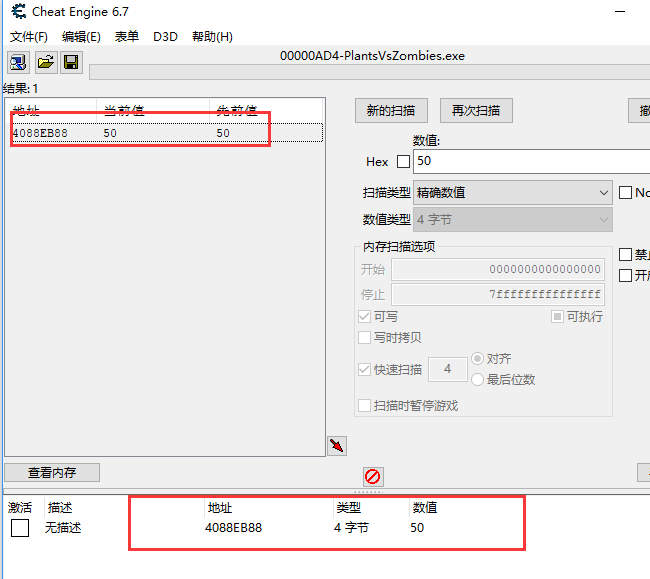 Cheat Engine 6.7
文件(F) 编辑(E) 表单 D3D 帮助(H)
00000AD4-PlantsVsZombies.exe
结果: 1
地址 当前值 先前值
4088EB88 50 50
新的扫描 再次扫描
数值:
Hex 50
扫描类型 精确数值
数值类型 4 字节
内存扫描选项
开始 0000000000000000
停止 7fffffffffffffff
可写 可执行
写时拷贝
快速扫描 4 对齐
最后位数
扫描时暂停游戏
查看内存
激活 描述 地址 类型 数值
无描述 4088EB88 4 字节 50